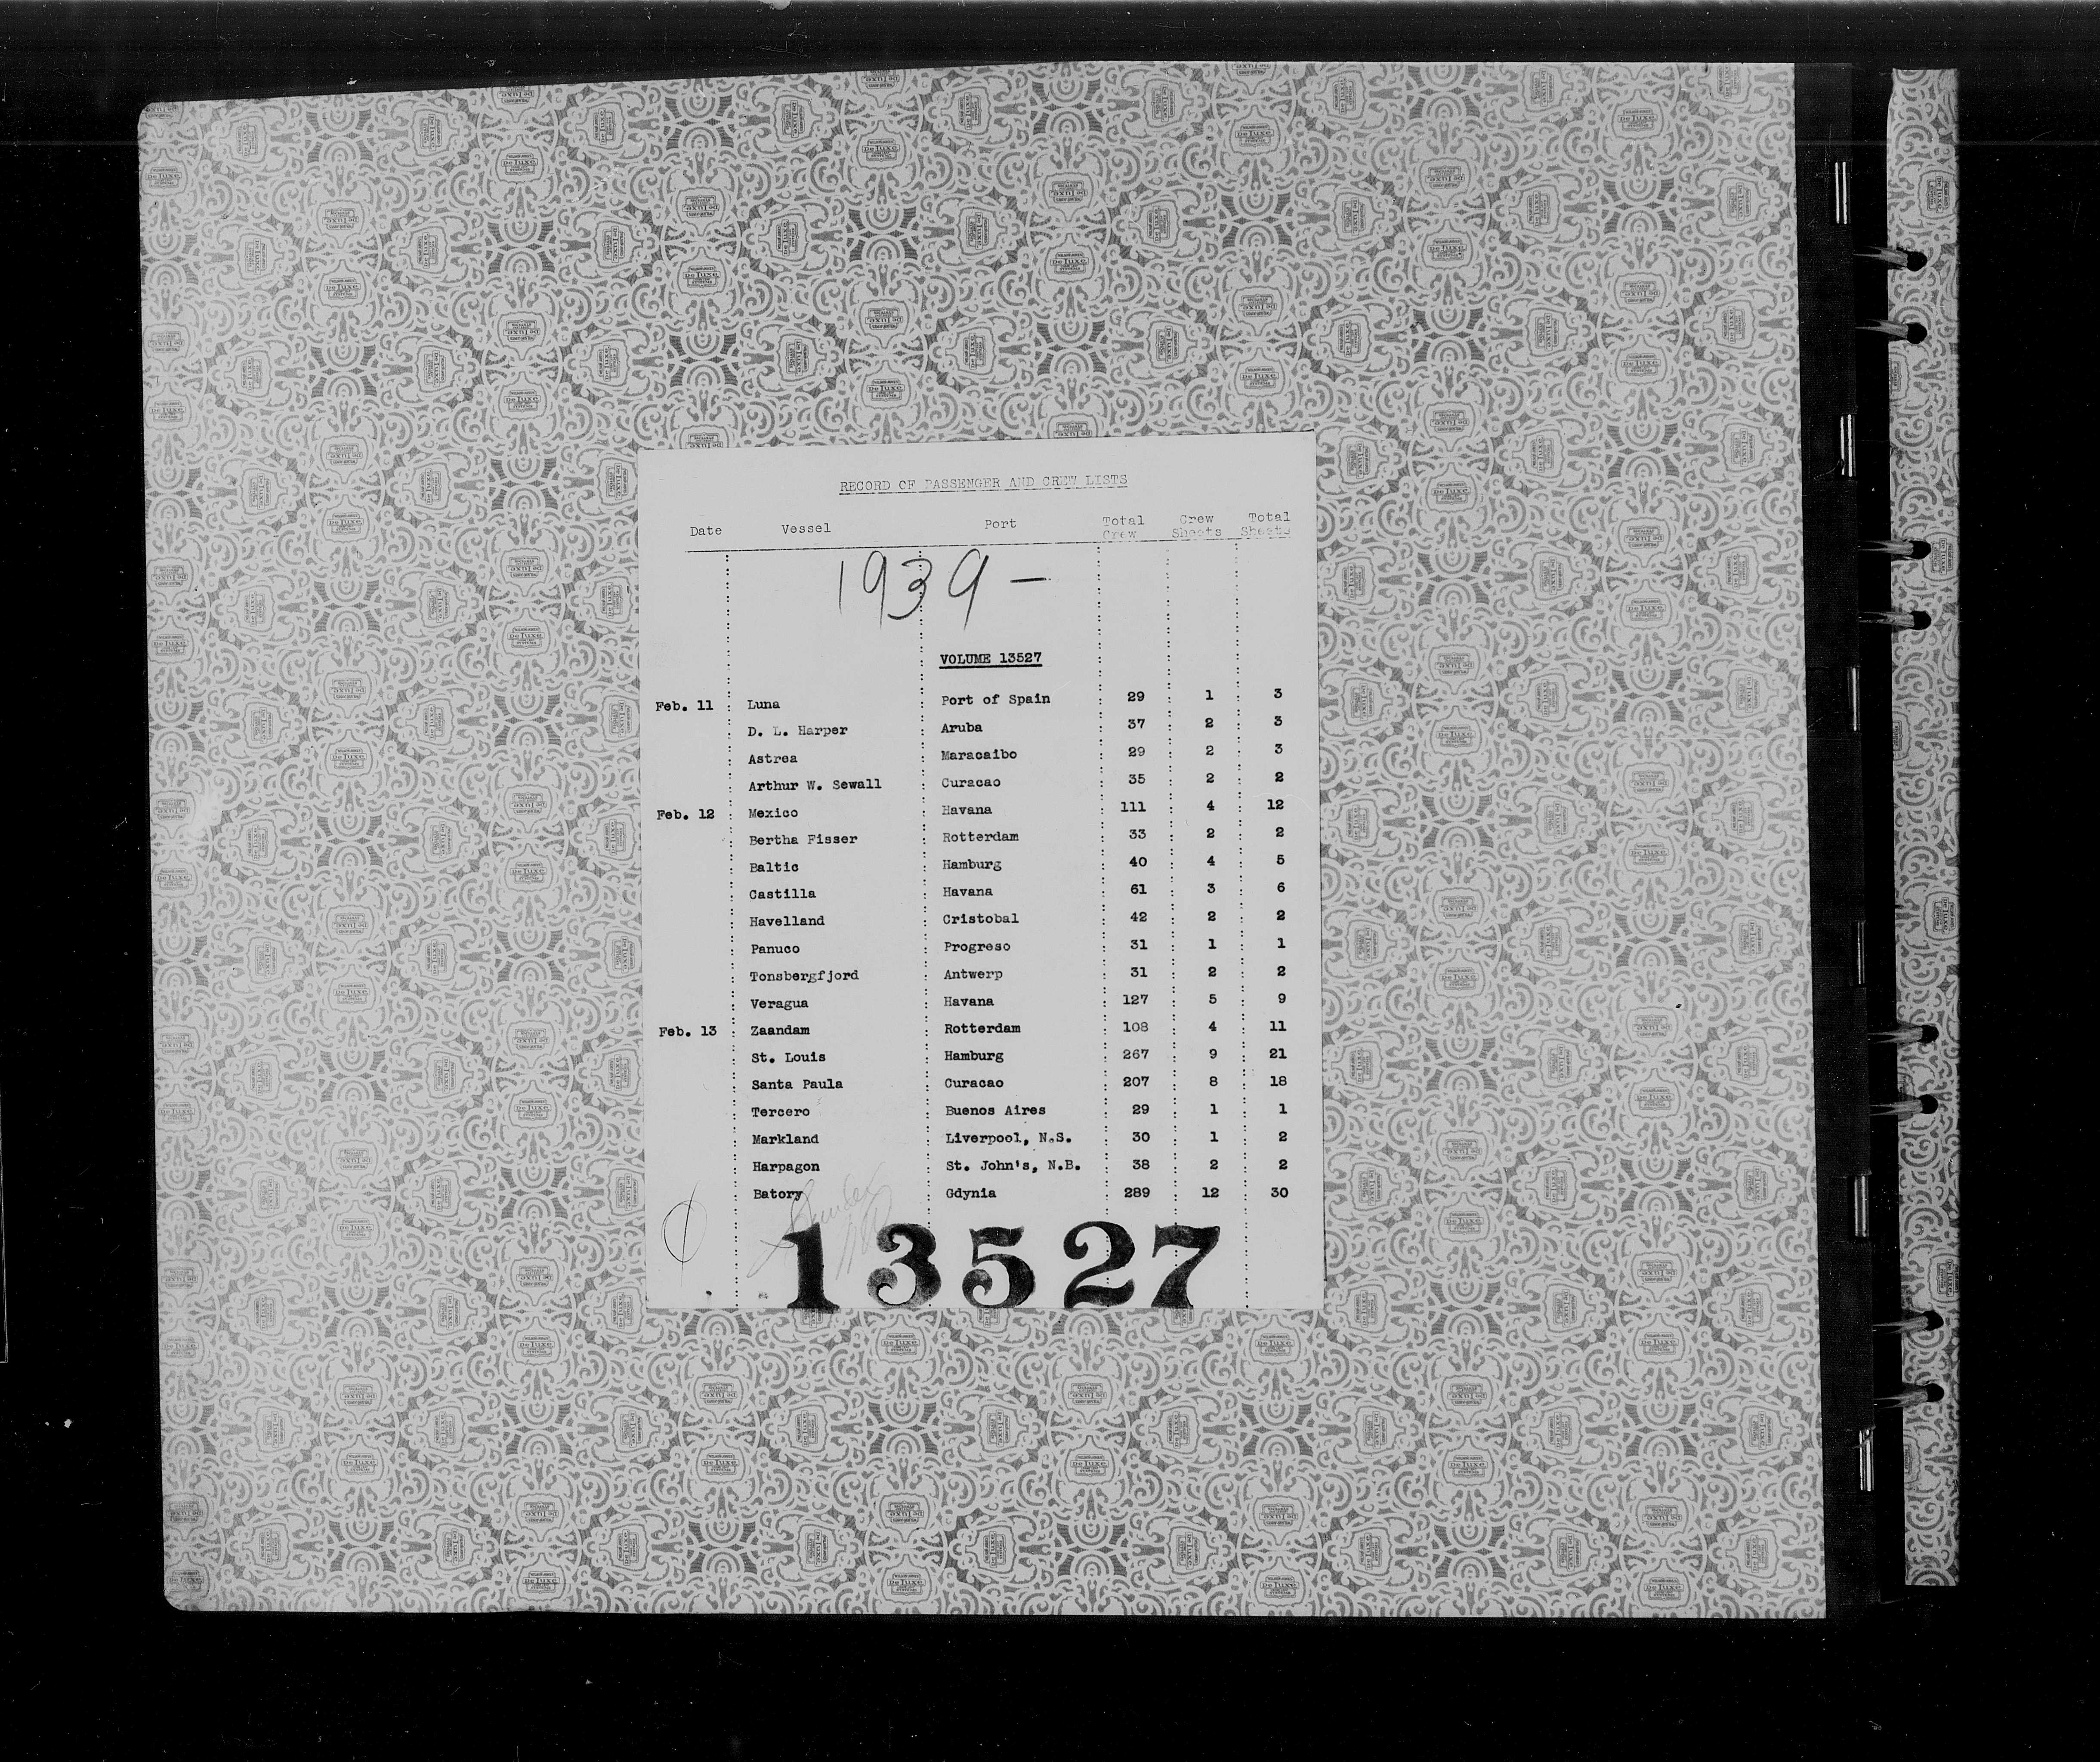 RECORD OF PASSENGER AND CREW LISTS
Date Vessel Port Total Crew Crew Sheets Total Sheets
1939 —
VOLUME 13527
Feb. 11 Luna Port of Spain 29 1 3
D. L. Harper Aruba 37 2 3
Astrea Maracaibo 29 2 3
Arthur W. Sewall Curacao 35 2 2
Feb. 12 Mexico Havana 111 4 12
Bertha Fisser Rotterdam 33 2 2
Baltic Hamburg 40 4 5
Castilla Havana 61 3 6
Havelland Cristobal 42 2 2
Panuco Progreso 31 1 1
Tonsbergfjord Antwerp 31 2 2
Veragua Havana 127 5 9
Feb. 13 Zaandam Rotterdam 108 4 11
St. Louis Hamburg 267 9 21
Santa Paula Curacao 207 8 18
Tercero Buenos Aires 29 1 1
Markland Liverpool, N.S. 30 1 2
Harpagon St. John's, N.B. 38 2 2
Batory Gdynia 289 12 30
13527